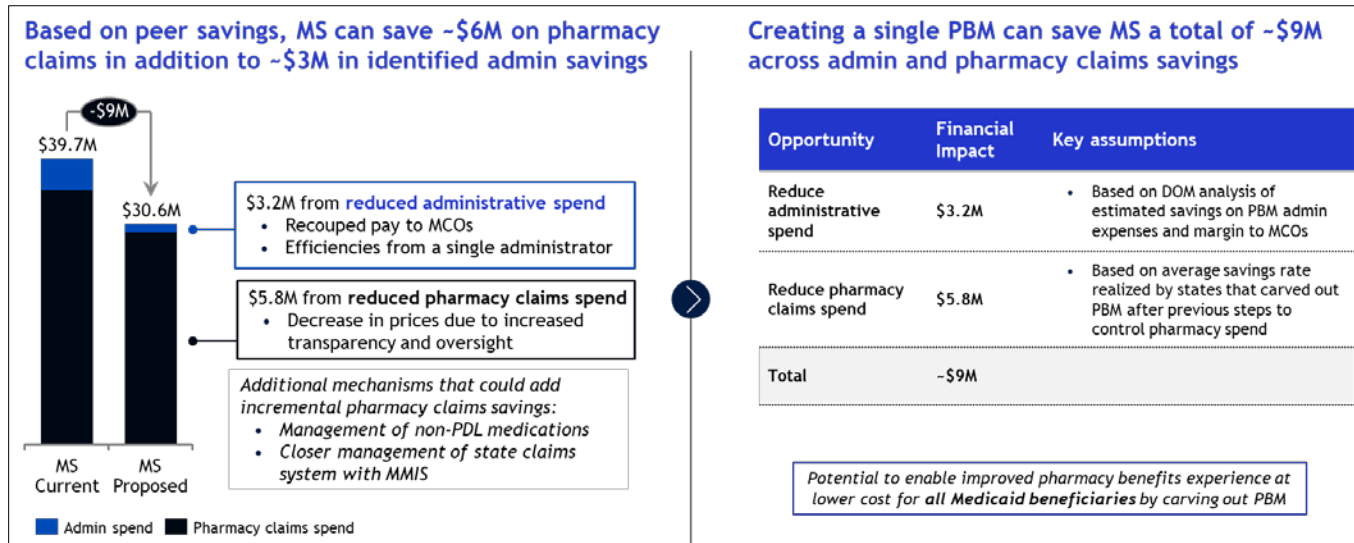 Based on peer savings, MS can save ~$6M on pharmacy
claims in addition to ~$3M in identified admin savings
-$9M
$39.7M
$30.6M
$3.2M from reduced administrative spend
• Recouped pay to MCOs
• Efficiencies from a single administrator
$5.8M from reduced pharmacy claims spend
• Decrease in prices due to increased
transparency and oversight
Additional mechanisms that could add
incremental pharmacy claims savings:
• Management of non-PDL medications
• Closer management of state claims
system with MMIS
MS
Current
MS
Proposed
Admin spend
Pharmacy claims spend
Creating a single PBM can save MS a total of ~$9M
across admin and pharmacy claims savings
Opportunity
Financial
Impact
Key assumptions
Reduce
administrative
spend
$3.2M
• Based on DOM analysis of
estimated savings on PBM admin
expenses and margin to MCOs
Reduce pharmacy
claims spend
$5.8M
• Based on average savings rate
realized by states that carved out
PBM after previous steps to
control pharmacy spend
Total
~$9M
Potential to enable improved pharmacy benefits experience at
lower cost for all Medicaid beneficiaries by carving out PBM